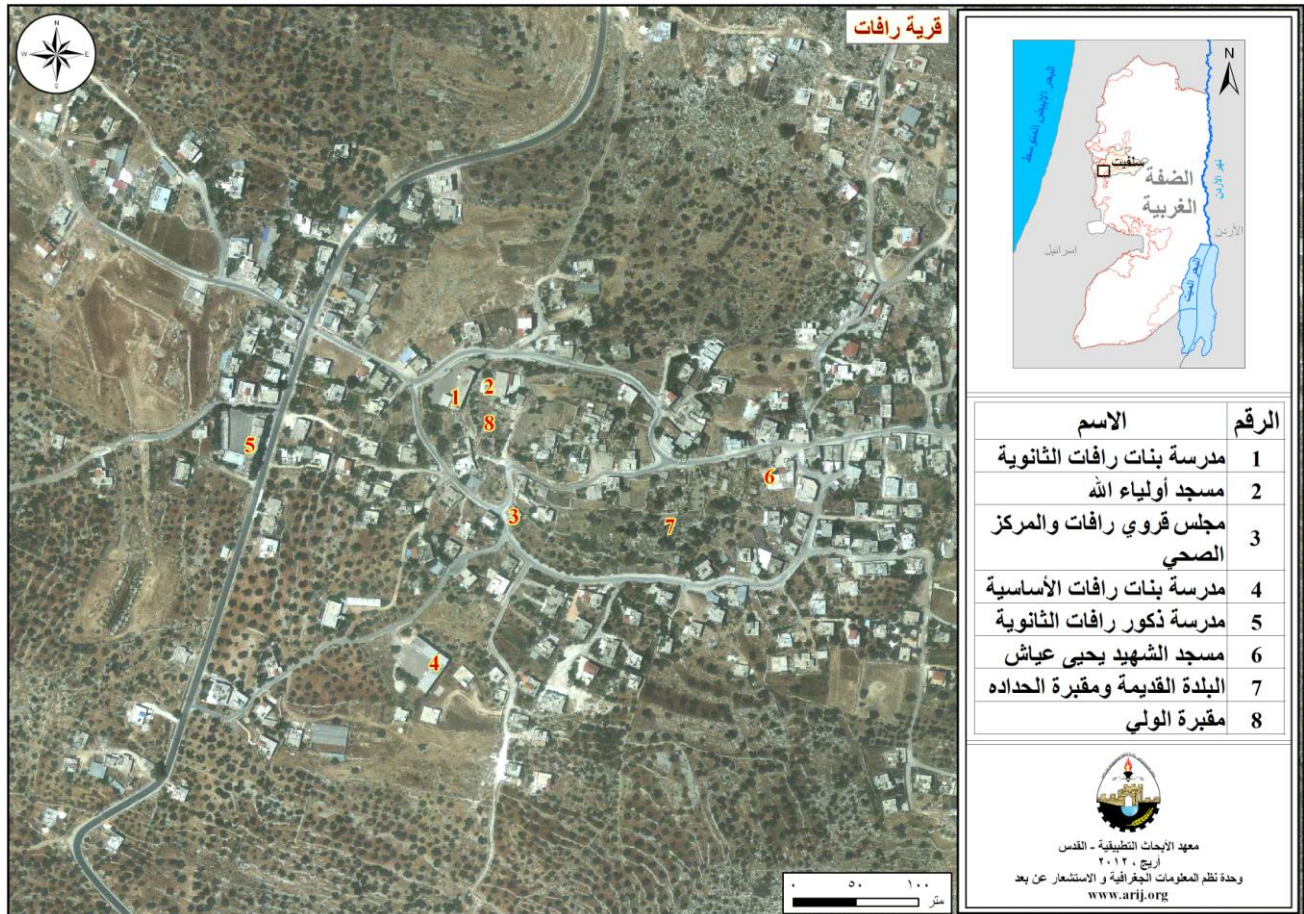 قرية رافات
N
E
S
W
1
2
8
5
6
3
7
4
٠ ٥٠ ١٠٠
متر
N
البحر الأبيض المتوسط
سلفيت
الضفة
الغربية
نهر الأردن
الأردن
إسرائيل
البحر الميت
الرقم الاسم
1 مدرسة بنات رافات الثانوية
2 مسجد أولياء الله
3 مجلس قروي رافات والمركز
الصحي
4 مدرسة بنات رافات الأساسية
5 مدرسة ذكور رافات الثانوية
6 مسجد الشهيد يحيى عياش
7 البلدة القديمة ومقبرة الحداده
8 مقبرة الولي
معهد الأبحاث التطبيقية - القدس
أريج ، ٢٠١٢
وحدة نظم المعلومات الجغرافية و الاستشعار عن بعد
www.arij.org